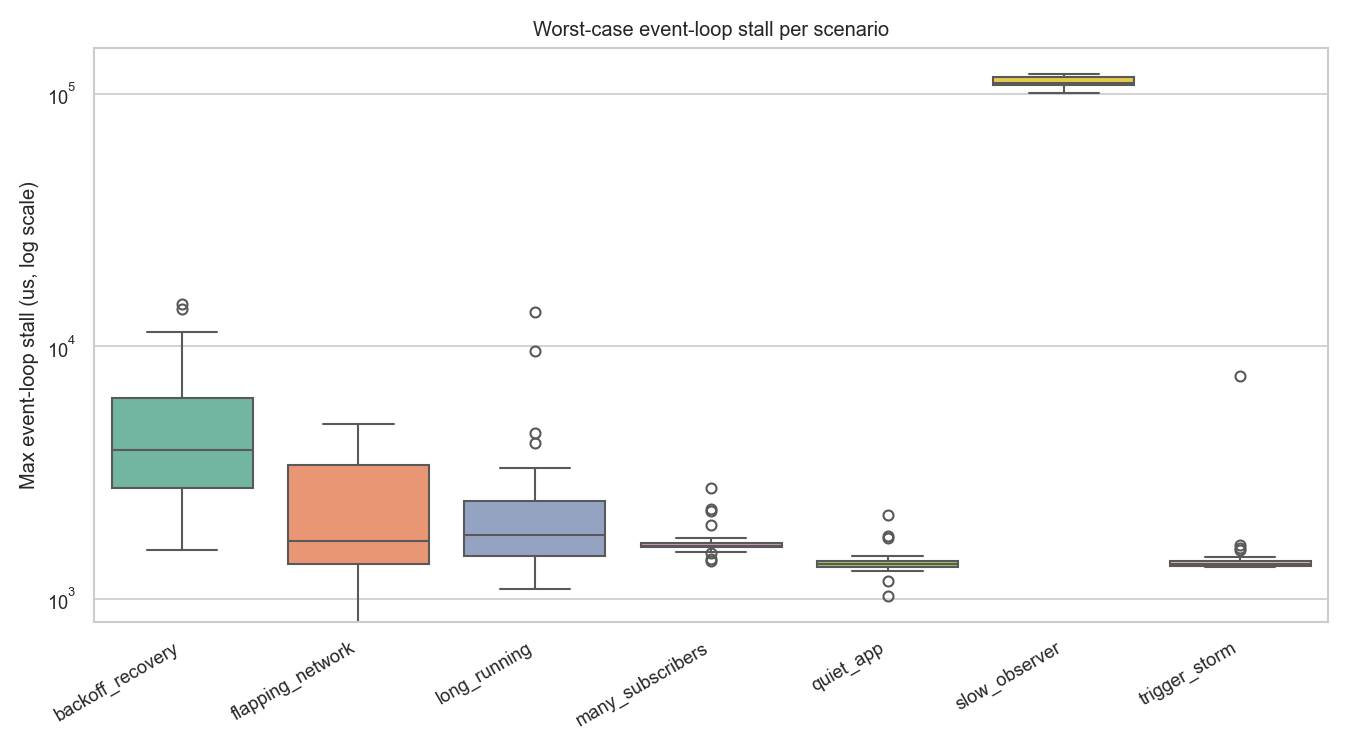 Worst-case event-loop stall per scenario
Max event-loop stall (us, log scale)
10^5
10^4
10^3
backoff_recovery
flapping_network
long_running
many_subscribers
quiet_app
slow_observer
trigger_storm